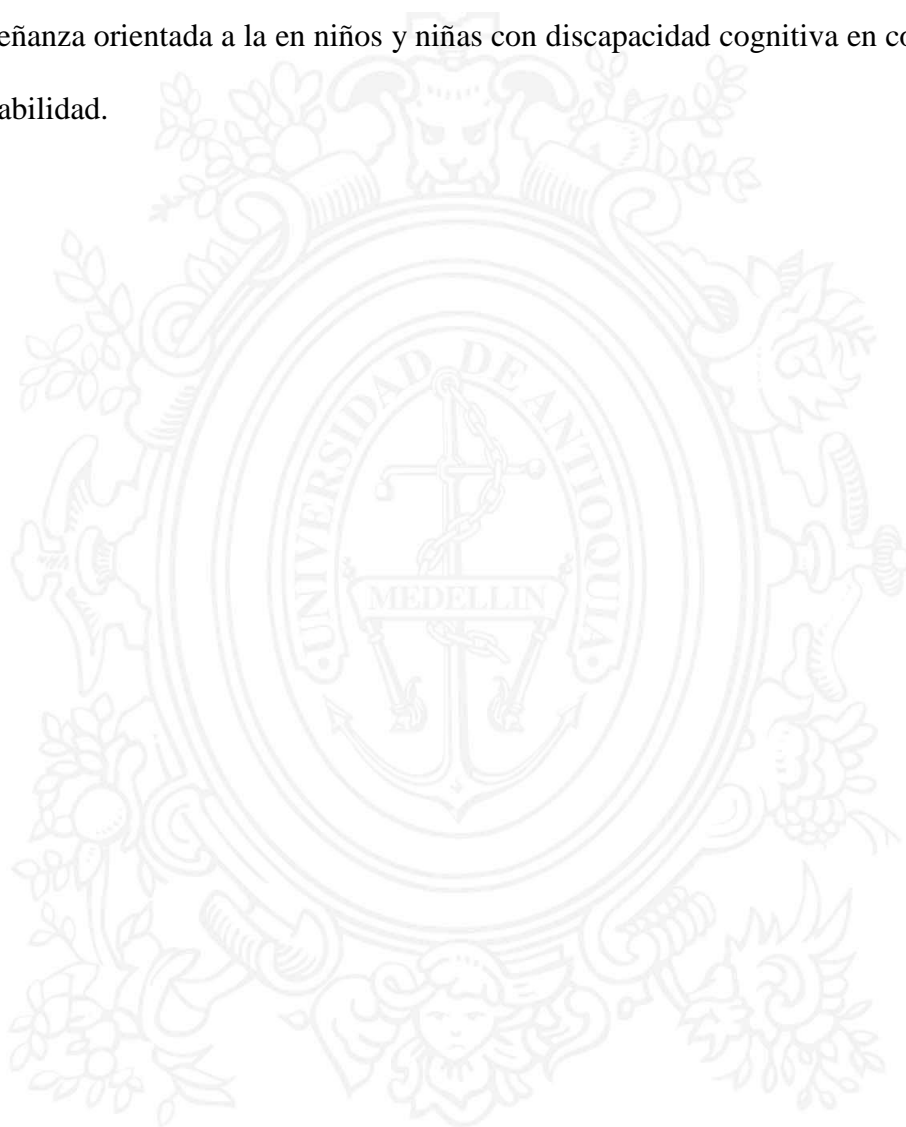 eñanza orientada a la en niños y niñas con discapacidad cognitiva en co
abilidad.
UNIVERSIDAD DE ANTIOQUIA
MEDELLIN